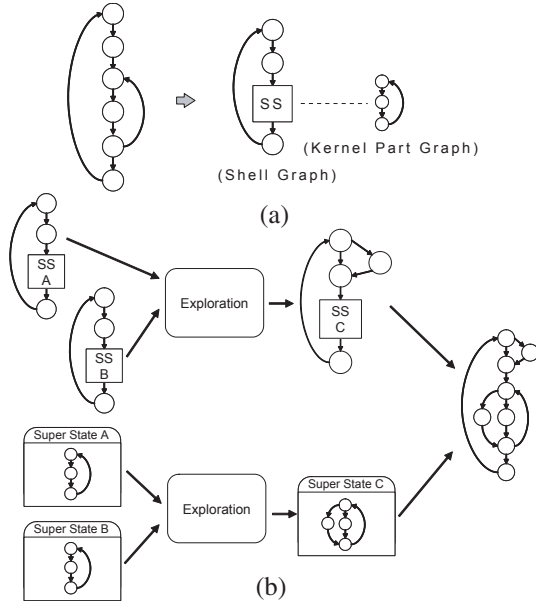 SS
(Kernel Part Graph)
(Shell Graph)
(a)
SS
A
Exploration
SS
C
SS
B
Super State A
Exploration
Super State C
Super State B
(b)